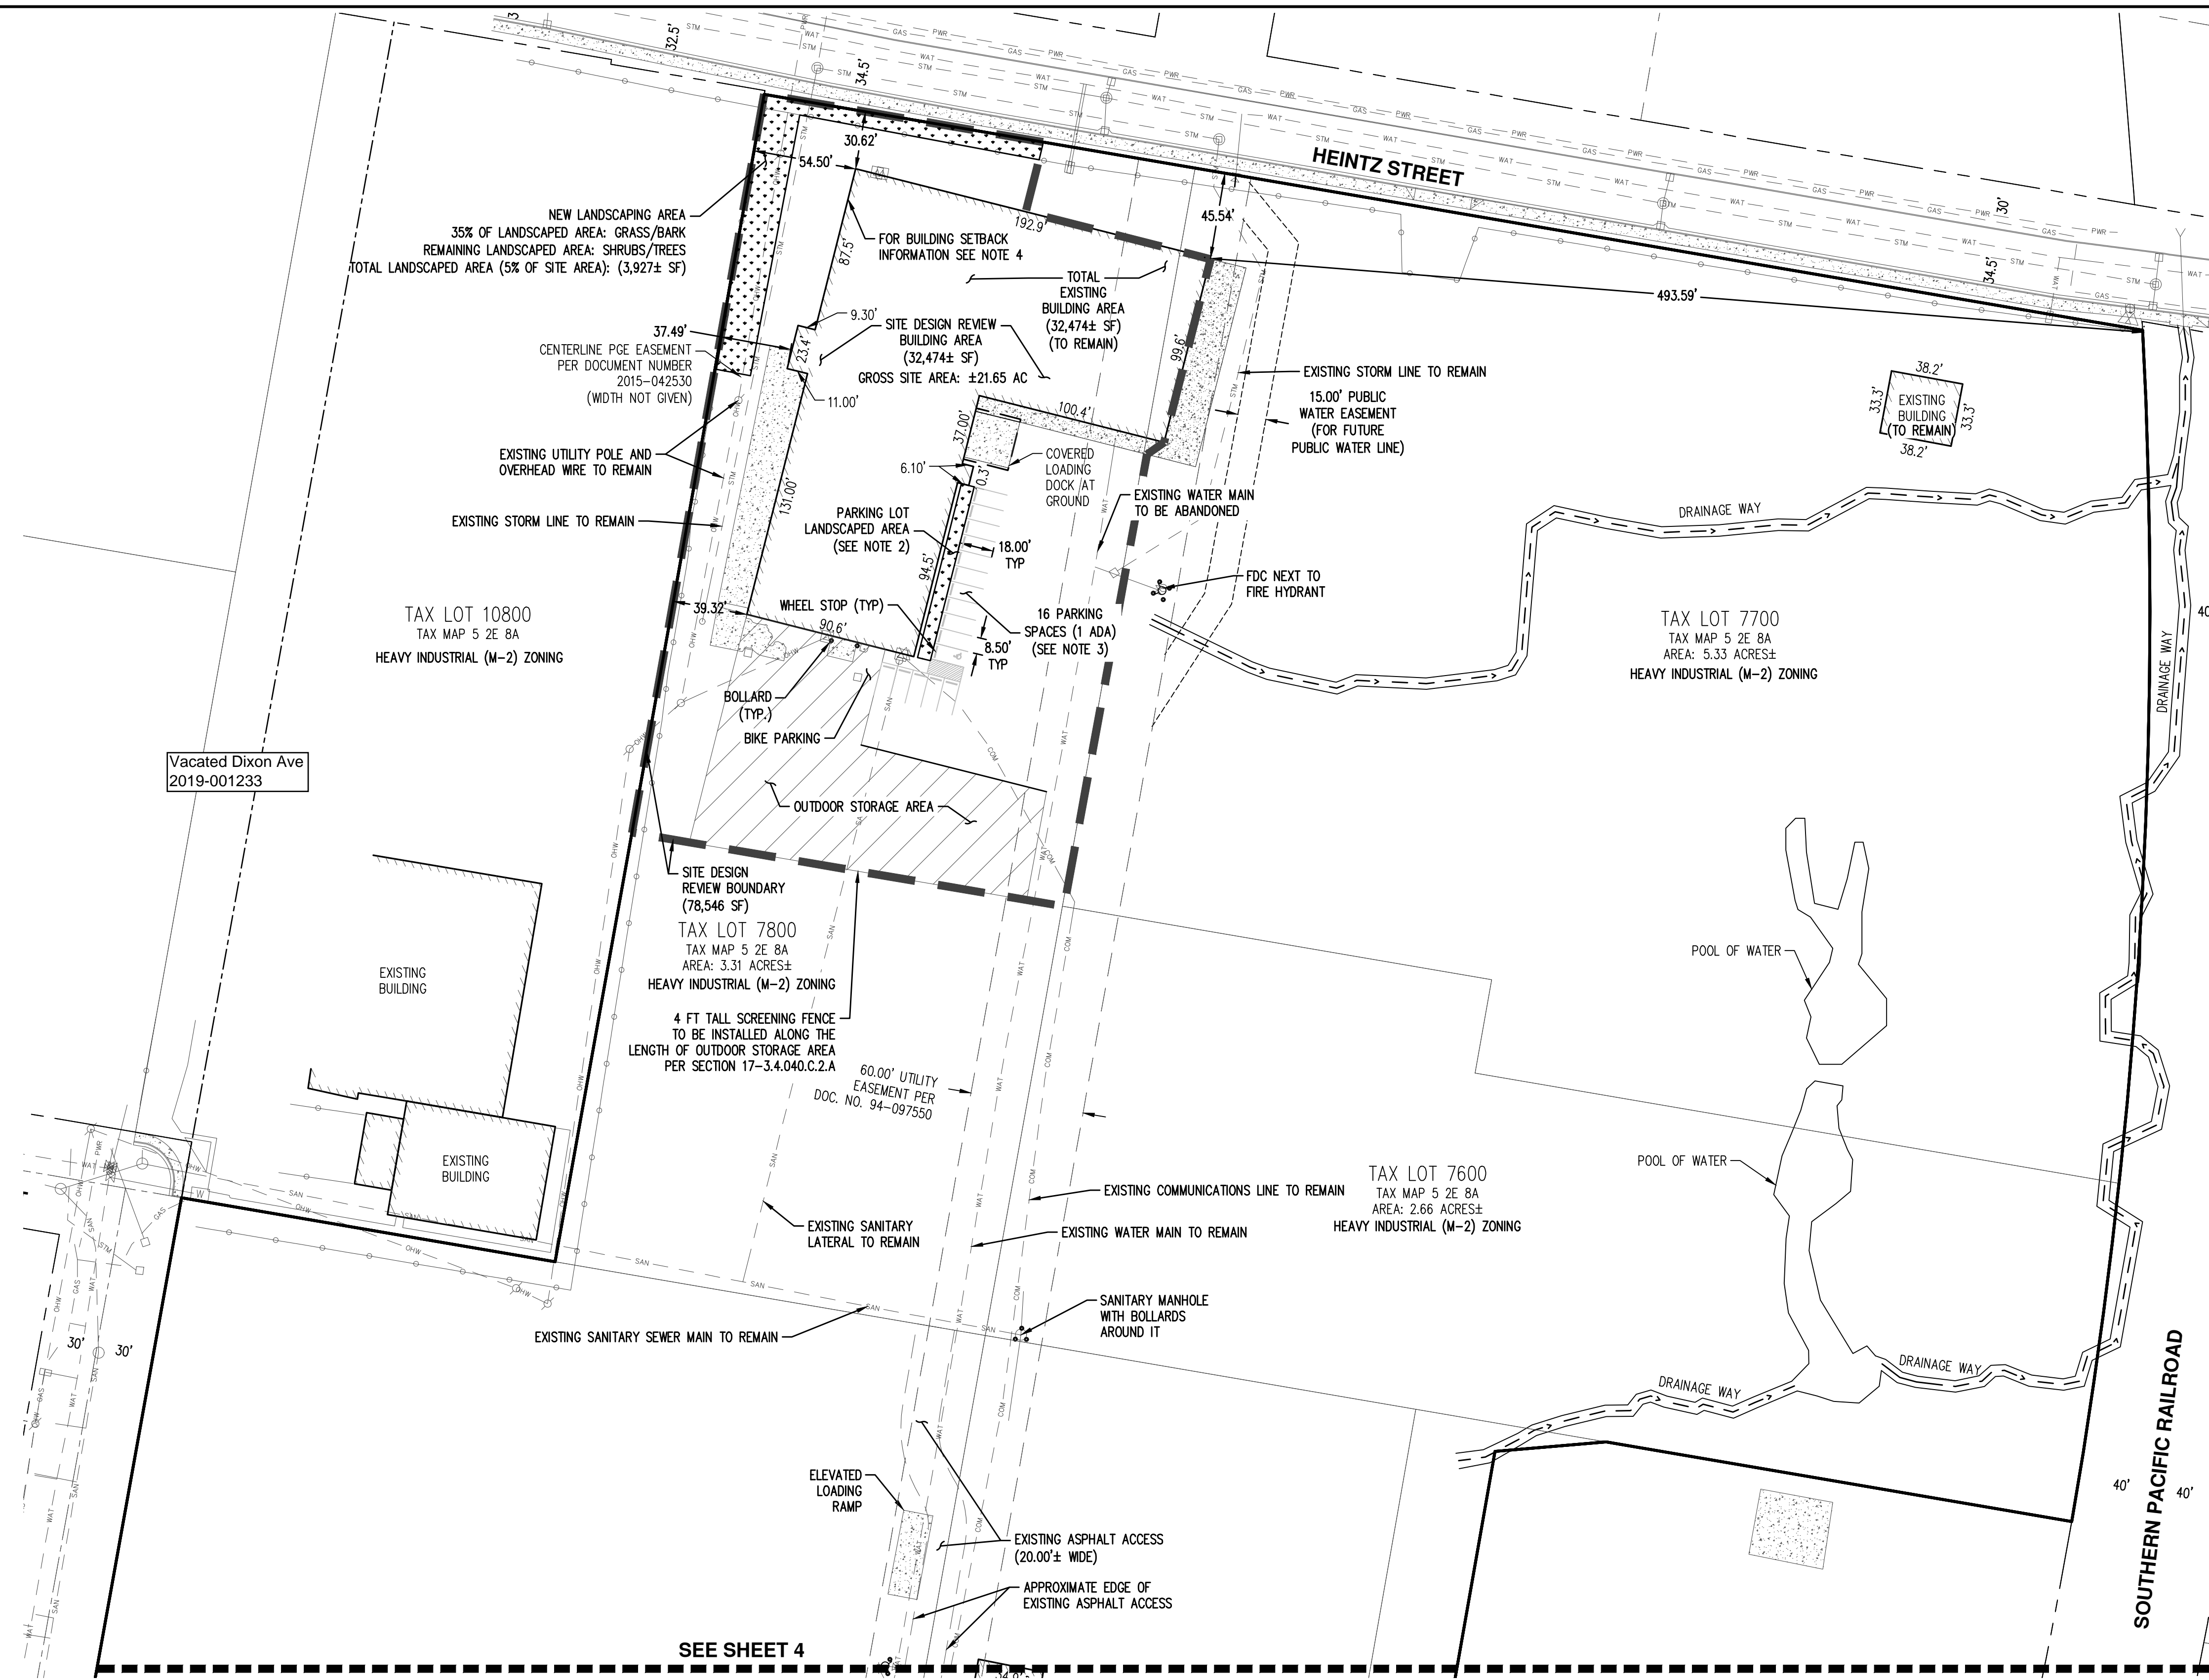 32.5'
34.5'
HEINTZ STREET
30'
34.5'
30.62'
54.50'
45.54'
192.9'
493.59'
NEW LANDSCAPING AREA
35% OF LANDSCAPED AREA: GRASS/BARK
REMAINING LANDSCAPED AREA: SHRUBS/TREES
TOTAL LANDSCAPED AREA (5% OF SITE AREA): (3,927± SF)
87.5'
FOR BUILDING SETBACK
INFORMATION SEE NOTE 4
TOTAL
EXISTING
BUILDING AREA
(32,474± SF)
(TO REMAIN)
9.30'
37.49'
23.4'
SITE DESIGN REVIEW
BUILDING AREA
(32,474± SF)
GROSS SITE AREA: ±21.65 AC
99.6'
CENTERLINE PGE EASEMENT
PER DOCUMENT NUMBER
2015-042530
(WIDTH NOT GIVEN)
11.00'
100.4'
37.00'
EXISTING STORM LINE TO REMAIN
15.00' PUBLIC
WATER EASEMENT
(FOR FUTURE
PUBLIC WATER LINE)
38.2'
33.3'
EXISTING
BUILDING
(TO REMAIN)
33.3'
38.2'
EXISTING UTILITY POLE AND
OVERHEAD WIRE TO REMAIN
6.10'
0.3'
COVERED
LOADING
DOCK AT
GROUND
EXISTING WATER MAIN
TO BE ABANDONED
DRAINAGE WAY
EXISTING STORM LINE TO REMAIN
131.00'
PARKING LOT
LANDSCAPED AREA
(SEE NOTE 2)
18.00'
TYP
94.5'
FDC NEXT TO
FIRE HYDRANT
39.32'
WHEEL STOP (TYP)
90.6'
16 PARKING
SPACES (1 ADA)
(SEE NOTE 3)
8.50'
TYP
TAX LOT 10800
TAX MAP 5 2E 8A
HEAVY INDUSTRIAL (M-2) ZONING
TAX LOT 7700
TAX MAP 5 2E 8A
AREA: 5.33 ACRES±
HEAVY INDUSTRIAL (M-2) ZONING
DRAINAGE WAY
BOLLARD
(TYP.)
BIKE PARKING
Vacated Dixon Ave
2019-001233
OUTDOOR STORAGE AREA
SITE DESIGN
REVIEW BOUNDARY
(78,546 SF)
TAX LOT 7800
TAX MAP 5 2E 8A
AREA: 3.31 ACRES±
HEAVY INDUSTRIAL (M-2) ZONING
EXISTING
BUILDING
4 FT TALL SCREENING FENCE
TO BE INSTALLED ALONG THE
LENGTH OF OUTDOOR STORAGE AREA
PER SECTION 17-3.4.040.C.2.A
60.00' UTILITY
EASEMENT PER
DOC. NO. 94-097550
POOL OF WATER
EXISTING
BUILDING
POOL OF WATER
TAX LOT 7600
TAX MAP 5 2E 8A
AREA: 2.66 ACRES±
HEAVY INDUSTRIAL (M-2) ZONING
EXISTING COMMUNICATIONS LINE TO REMAIN
EXISTING SANITARY
LATERAL TO REMAIN
EXISTING WATER MAIN TO REMAIN
SANITARY MANHOLE
WITH BOLLARDS
AROUND IT
EXISTING SANITARY SEWER MAIN TO REMAIN
30'
30'
DRAINAGE WAY
DRAINAGE WAY
ELEVATED
LOADING
RAMP
EXISTING ASPHALT ACCESS
(20.00'± WIDE)
APPROXIMATE EDGE OF
EXISTING ASPHALT ACCESS
40'
40'
SOUTHERN PACIFIC RAILROAD
SEE SHEET 4